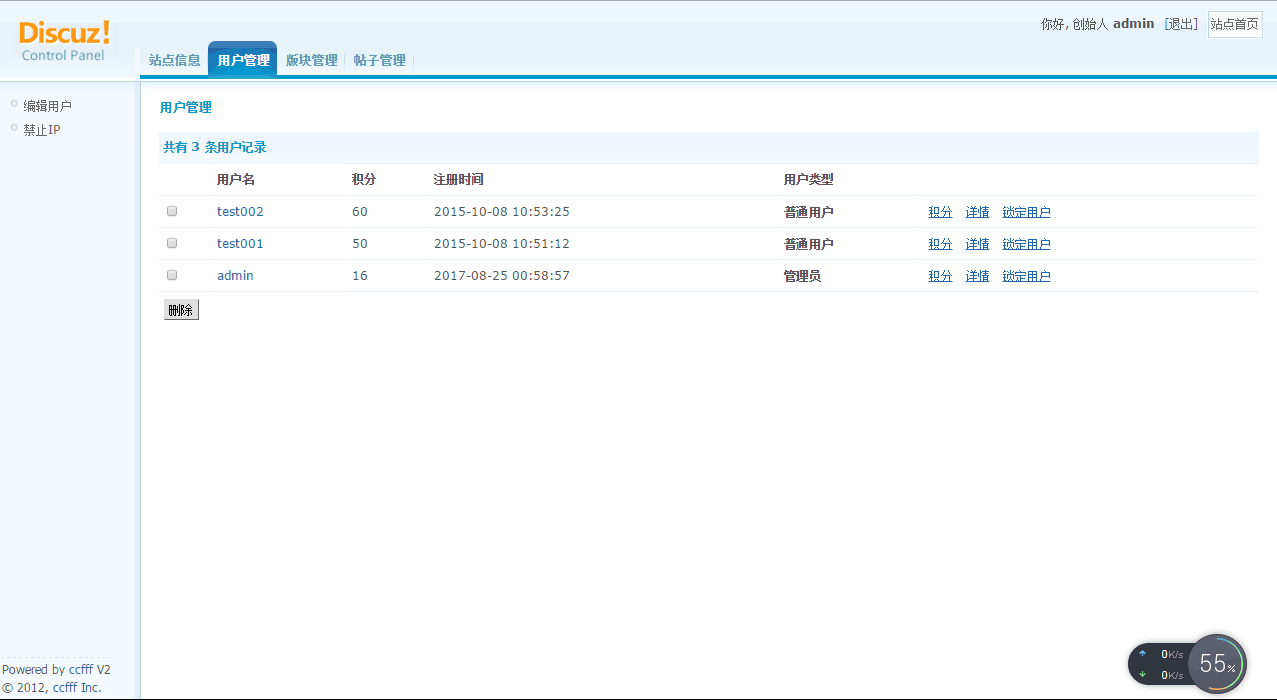 Discuz!
Control Panel
你好, 创始人 admin [退出] 站点首页
站点信息 用户管理 版块管理 帖子管理
编辑用户
禁止IP
用户管理
共有 3 条用户记录
用户名 积分 注册时间 用户类型
test002 60 2015-10-08 10:53:25 普通用户 积分 详情 锁定用户
test001 50 2015-10-08 10:51:12 普通用户 积分 详情 锁定用户
admin 16 2017-08-25 00:58:57 管理员 积分 详情 锁定用户
删除
Powered by ccfff V2
© 2012, ccfff Inc.
0K/s
0K/s
55%